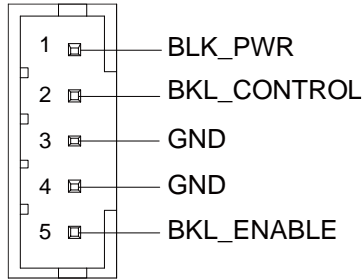 1 BLK_PWR
2 BKL_CONTROL
3 GND
4 GND
5 BKL_ENABLE